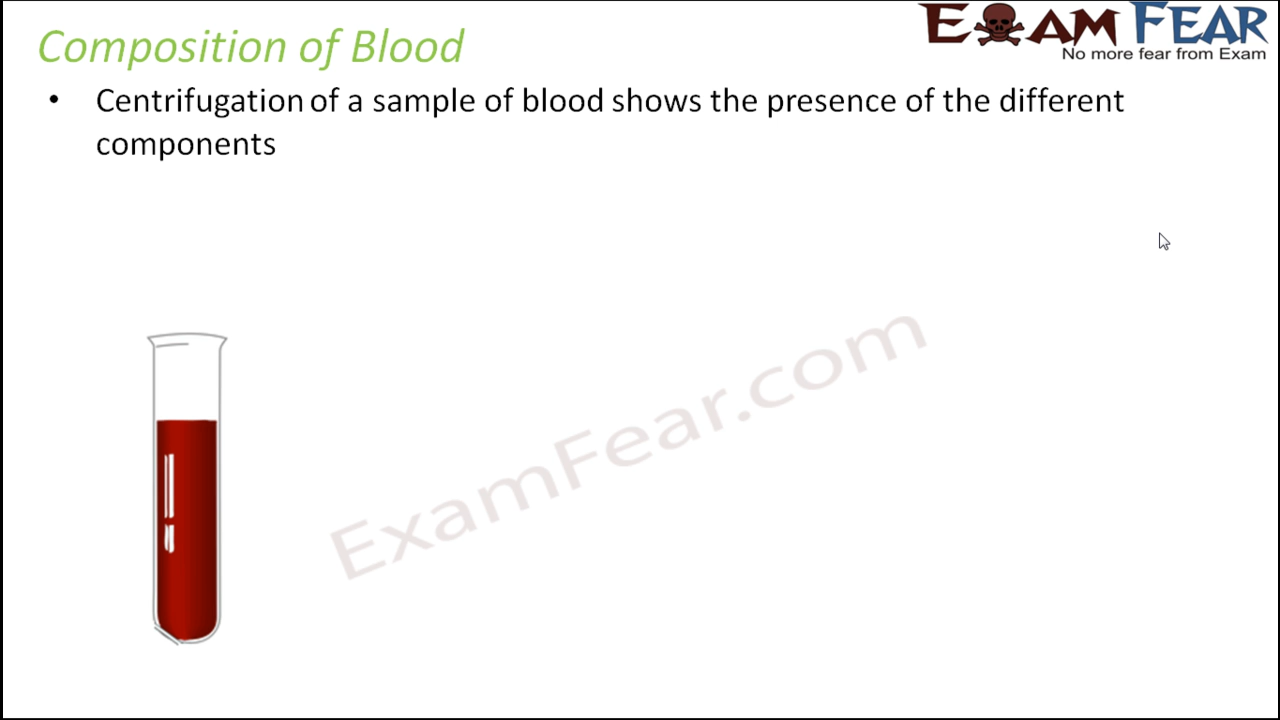 Composition of Blood
EXAM FEAR
No more fear from Exam
• Centrifugation of a sample of blood shows the presence of the different
components
ExamFear.com